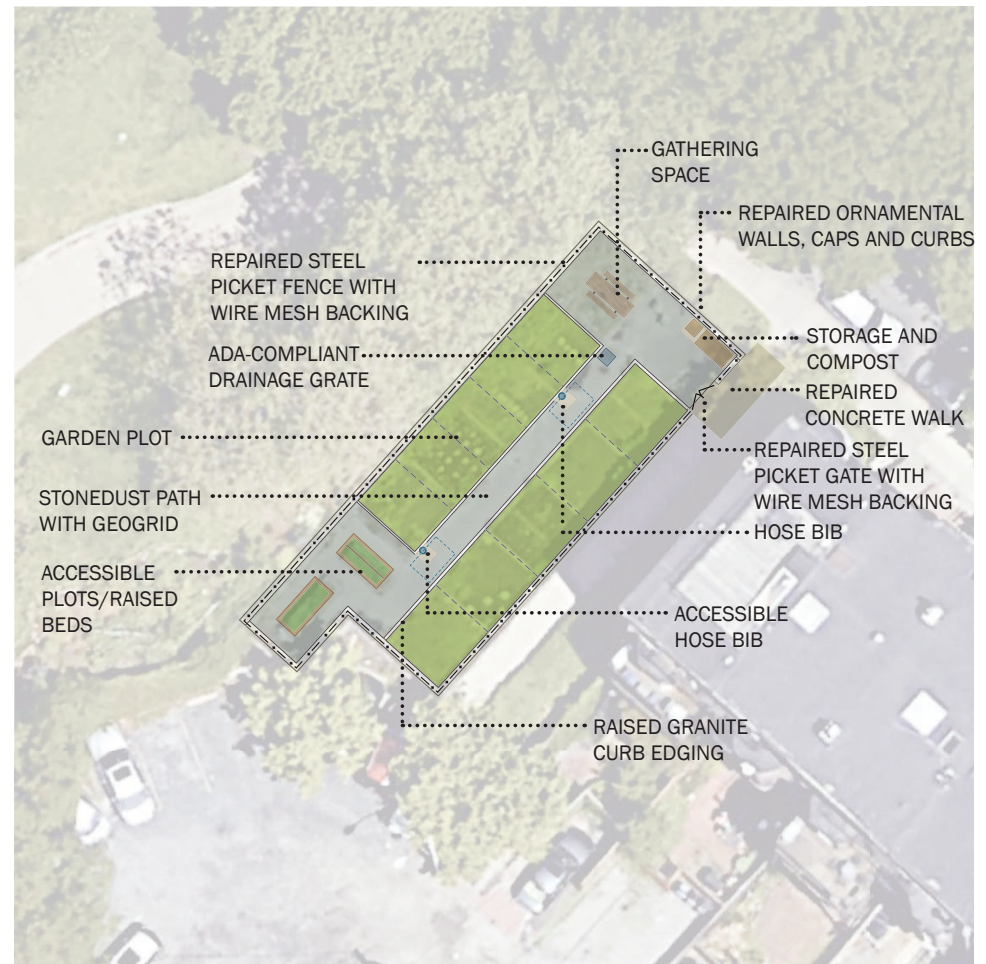 GATHERING
SPACE
REPAIRED ORNAMENTAL
WALLS, CAPS AND CURBS
REPAIRED STEEL
PICKET FENCE WITH
WIRE MESH BACKING
STORAGE AND
COMPOST
ADA-COMPLIANT
DRAINAGE GRATE
REPAIRED
CONCRETE WALK
GARDEN PLOT
REPAIRED STEEL
PICKET GATE WITH
WIRE MESH BACKING
STONEDUST PATH
WITH GEOGRID
HOSE BIB
ACCESSIBLE
PLOTS/RAISED
BEDS
ACCESSIBLE
HOSE BIB
RAISED GRANITE
CURB EDGING